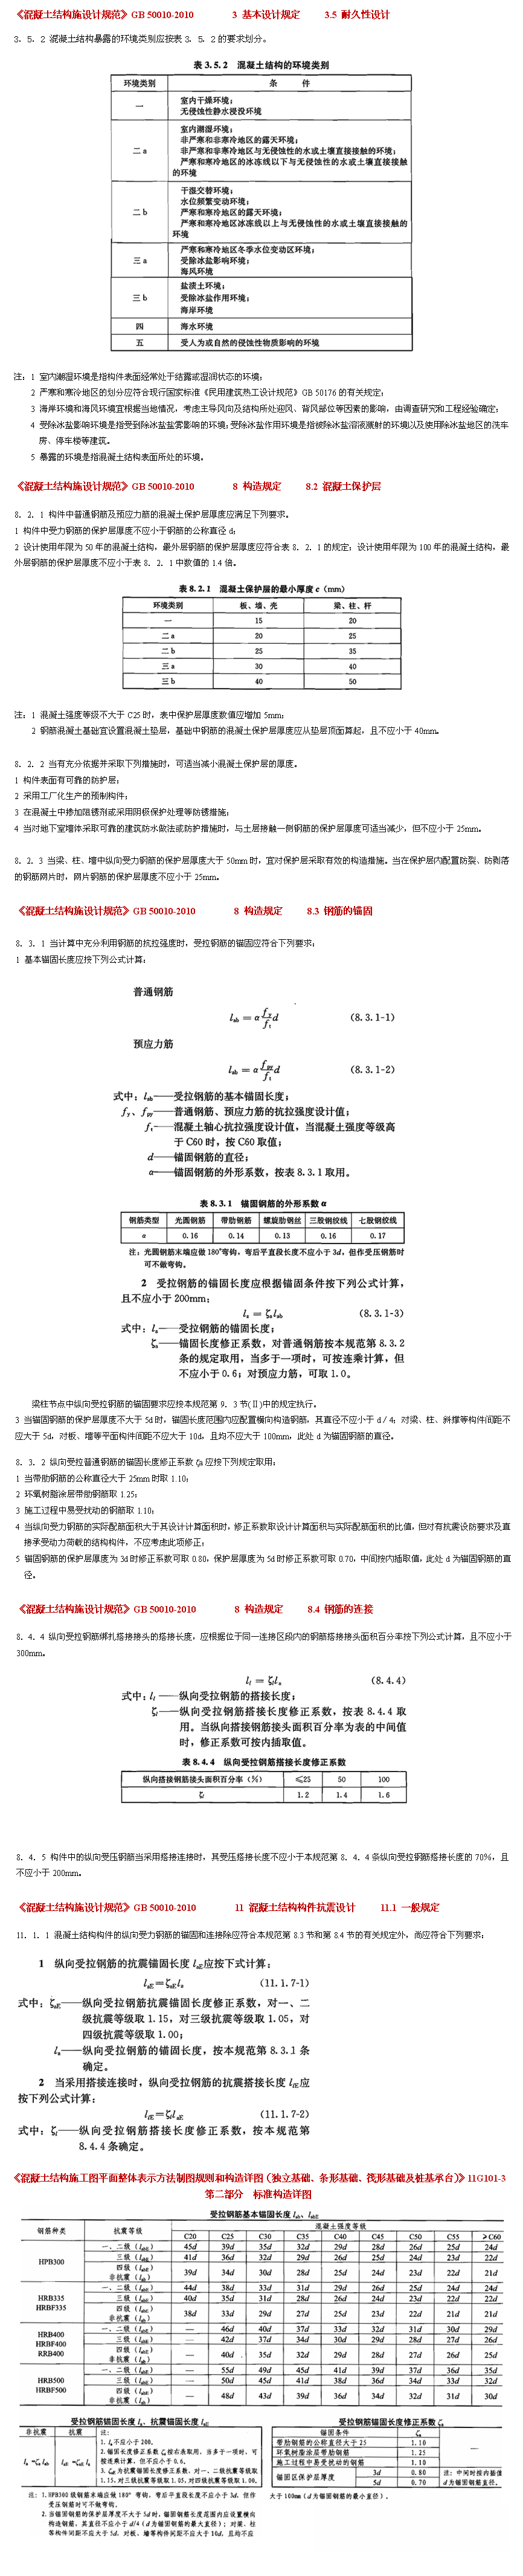 《混凝土结构施设计规范》GB 50010-2010 3 基本设计规定 3.5 耐久性设计
3. 5. 2 混凝土结构暴露的环境类别应按表3. 5. 2的要求划分。
表 3.5.2 混凝土结构的环境类别
环境类别 条 件
一 室内干燥环境；
无侵蚀性静水浸没环境
二 a 室内潮湿环境；
非严寒和非寒冷地区的露天环境；
非严寒和非寒冷地区与无侵蚀性的水或土壤直接接触的环境；
严寒和寒冷地区的冰冻线以下与无侵蚀性的水或土壤直接接触
的环境
二 b 干湿交替环境；
水位频繁变动环境；
严寒和寒冷地区的露天环境；
严寒和寒冷地区冰冻线以上与无侵蚀性的水或土壤直接接触的
环境
三 a 严寒和寒冷地区冬季水位变动区环境；
受除冰盐影响环境；
海风环境
三 b 盐渍土环境；
受除冰盐作用环境；
海岸环境
四 海水环境
五 受人为或自然的侵蚀性物质影响的环境
注：1 室内潮湿环境是指构件表面经常处于结露或湿润状态的环境；
2 严寒和寒冷地区的划分应符合现行国家标准《民用建筑热工设计规范》GB 50176 的有关规定；
3 海岸环境和海风环境宜根据当地情况，考虑主导风向及结构所处迎风、背风部位等因素的影响，由调查研究和工程经验确定；
4 受除冰盐影响环境是指受到除冰盐盐雾影响的环境；受除冰盐作用环境是指被除冰盐溶液溅射的环境以及使用除冰盐地区的洗车
房、停车楼等建筑。
5 暴露的环境是指混凝土结构表面所处的环境。
《混凝土结构施设计规范》GB 50010-2010 8 构造规定 8.2 混凝土保护层
8. 2. 1 构件中普通钢筋及预应力筋的混凝土保护层厚度应满足下列要求。
1 构件中受力钢筋的保护层厚度不应小于钢筋的公称直径 d；
2 设计使用年限为 50 年的混凝土结构，最外层钢筋的保护层厚度应符合表 8. 2. 1 的规定；设计使用年限为 100 年的混凝土结构，最
外层钢筋的保护层厚度不应小于表 8. 2. 1 中数值的 1.4 倍。
表 8.2.1 混凝土保护层的最小厚度 c（mm）
环境类别 板、墙、壳 梁、柱、杆
一 15 20
二 a 20 25
二 b 25 35
三 a 30 40
三 b 40 50
注：1 混凝土强度等级不大于 C25 时，表中保护层厚度数值应增加 5mm；
2 钢筋混凝土基础宜设置混凝土垫层，基础中钢筋的混凝土保护层厚度应从垫层顶面算起，且不应小于 40mm。
8. 2. 2 当有充分依据并采取下列措施时，可适当减小混凝土保护层的厚度。
1 构件表面有可靠的防护层；
2 采用工厂化生产的预制构件；
3 在混凝土中掺加阻锈剂或采用阴极保护处理等防锈措施；
4 当对地下室墙体采取可靠的建筑防水做法或防护措施时，与土层接触一侧钢筋的保护层厚度可适当减少，但不应小于 25mm。
8. 2. 3 当梁、柱、墙中纵向受力钢筋的保护层厚度大于 50mm 时，宜对保护层采取有效的构造措施。当在保护层内配置防裂、防剥落
的钢筋网片时，网片钢筋的保护层厚度不应小于 25mm。
《混凝土结构施设计规范》GB 50010-2010 8 构造规定 8.3 钢筋的锚固
8. 3. 1 当计算中充分利用钢筋的抗拉强度时，受拉钢筋的锚固应符合下列要求：
1 基本锚固长度应按下列公式计算：
普通钢筋
lab = α fy/ft d （8.3.1-1）
预应力筋
lab = α fpy/ft d （8.3.1-2）
式中：lab——受拉钢筋的基本锚固长度；
fy、fpy——普通钢筋、预应力筋的抗拉强度设计值；
ft——混凝土轴心抗拉强度设计值，当混凝土强度等级高
于 C60 时，按 C60 取值；
d——锚固钢筋的直径；
α——锚固钢筋的外形系数，按表 8.3.1 取用。
表 8.3.1 锚固钢筋的外形系数 α
钢筋类型 光圆钢筋 带肋钢筋 螺旋肋钢丝 三股钢绞线 七股钢绞线
α 0.16 0.14 0.13 0.16 0.17
注：光圆钢筋末端应做 180°弯钩，弯后平直段长度不应小于 3d，但作受压钢筋时
可不做弯钩。
2 受拉钢筋的锚固长度应根据锚固条件按下列公式计算，
且不应小于 200mm：
la = ζa lab （8.3.1-3）
式中：la——受拉钢筋的锚固长度；
ζa——锚固长度修正系数，对普通钢筋按本规范第 8.3.2
条的规定取用，当多于一项时，可按连乘计算，但
不应小于 0.6；对预应力筋，可取 1.0。
梁柱节点中纵向受拉钢筋的锚固要求应按本规范第 9. 3 节(Ⅱ)中的规定执行。
3 当锚固钢筋的保护层厚度不大于 5d 时，锚固长度范围内应配置横向构造钢筋，其直径不应小于 d / 4；对梁、柱、斜撑等构件间距不
应大于 5d，对板、墙等平面构件间距不应大于 10d，且均不应大于 100mm，此处 d 为锚固钢筋的直径。
8. 3. 2 纵向受拉普通钢筋的锚固长度修正系数 ζa 应按下列规定取用：
1 当带肋钢筋的公称直径大于 25mm 时取 1.10；
2 环氧树脂涂层带肋钢筋取 1.25；
3 施工过程中易受扰动的钢筋取 1.10；
4 当纵向受力钢筋的实际配筋面积大于其设计计算面积时，修正系数取设计计算面积与实际配筋面积的比值，但对有抗震设防要求及直
接承受动力荷载的结构构件，不应考虑此项修正；
5 锚固钢筋的保护层厚度为 3d 时修正系数可取 0.80，保护层厚度为 5d 时修正系数可取 0.70，中间按内插取值，此处 d 为锚固钢筋的直
径。
《混凝土结构施设计规范》GB 50010-2010 8 构造规定 8.4 钢筋的连接
8. 4. 4 纵向受拉钢筋绑扎搭接接头的搭接长度，应根据位于同一连接区段内的钢筋搭接接头面积百分率按下列公式计算，且不应小于
300mm。
ll = ζl la （8.4.4）
式中：ll——纵向受拉钢筋的搭接长度；
ζl——纵向受拉钢筋搭接长度修正系数，按表 8.4.4 取
用。当纵向搭接钢筋接头面积百分率为表的中间值
时，修正系数可按内插取值。
表 8.4.4 纵向受拉钢筋搭接长度修正系数
纵向搭接钢筋接头面积百分率（%） ≤25 50 100
ζl 1.2 1.4 1.6
8. 4. 5 构件中的纵向受压钢筋当采用搭接连接时，其受压搭接长度不应小于本规范第 8. 4. 4 条纵向受拉钢筋搭接长度的 70%，且
不应小于 200mm。
《混凝土结构施设计规范》GB 50010-2010 11 混凝土结构构件抗震设计 11.1 一般规定
11. 1. 1 混凝土结构构件的纵向受力钢筋的锚固和连接除应符合本规范第 8.3 节和第 8.4 节的有关规定外，尚应符合下列要求：
1 纵向受拉钢筋的抗震锚固长度 laE应按下式计算：
laE=ζaE la （11.1.7-1）
式中：ζaE——纵向受拉钢筋抗震锚固长度修正系数，对一、二
级抗震等级取 1.15，对三级抗震等级取 1.05，对
四级抗震等级取 1.00；
la——纵向受拉钢筋的锚固长度，按本规范第 8.3.1 条
确定。
2 当采用搭接连接时，纵向受拉钢筋的抗震搭接长度 llE应
按下列公式计算：
llE=ζl laE （11.1.7-2）
式中：ζl——纵向受拉钢筋搭接长度修正系数，按本规范第
8.4.4 条确定。
《混凝土结构施工图平面整体表示方法制图规则和构造详图（独立基础、条形基础、筏形基础及桩基承台）》11G101-3
第二部分 标准构造详图
受拉钢筋基本锚固长度 lab、labE
钢筋种类 抗震等级 混凝土强度等级
C20 C25 C30 C35 C40 C45 C50 C55 ≥C60
HPB300 一、二级（labE） 45d 39d 35d 32d 29d 28d 26d 25d 24d
三级（labE） 41d 36d 32d 29d 26d 25d 24d 23d 22d
四级（labE） 非抗震（lab） 39d 34d 30d 28d 25d 24d 23d 22d 21d
HRB335 HRBF335 一、二级（labE） 44d 38d 33d 31d 29d 26d 25d 24d 24d
三级（labE） 40d 35d 31d 28d 26d 24d 23d 22d 22d
四级（labE） 非抗震（lab） 38d 33d 29d 27d 25d 23d 22d 21d 21d
HRB400 HRBF400 RRB400 一、二级（labE） — 46d 40d 37d 33d 32d 31d 30d 29d
三级（labE） — 42d 37d 34d 30d 29d 28d 27d 26d
四级（labE） 非抗震（lab） — 40d 35d 32d 29d 28d 27d 26d 25d
HRB500 HRBF500 一、二级（labE） — 55d 49d 45d 41d 39d 37d 36d 35d
三级（labE） — 50d 45d 41d 38d 36d 34d 33d 32d
四级（labE） 非抗震（lab） — 48d 43d 39d 36d 34d 32d 31d 30d
受拉钢筋锚固长度 la、抗震锚固长度 laE
非抗震 抗震 注：
1. la不应小于200。
la=ζa lab laE=ζaE la 2. 锚固长度修正系数ζa按右表取用，当多于一项时，可
按连乘计算，但不应小于0.6。
3. ζaE为抗震锚固长度修正系数，对一、二级抗震等级取
1.15，对三级抗震等级取1.05，对四级抗震等级取1.00。
受拉钢筋锚固长度修正系数 ζa
锚固条件 ζa
带肋钢筋的公称直径大于25 1.10
环氧树脂涂层带肋钢筋 1.25 —
施工过程中易受扰动的钢筋 1.10
锚固区保护层厚度 3d 0.80 注：中间时按内插值
5d 0.70 d为锚固钢筋直径。
注：1. HPB300级钢筋末端应做180°弯钩，弯后平直段长度不应小于3d，但作
受压钢筋时可不做弯钩。
2. 当锚固钢筋的保护层厚度不大于5d时，锚固钢筋长度范围内应设置横向
构造钢筋，其直径不应小于d/4（d为锚固钢筋的最大直径）；对梁、柱
等构件间距不应大于5d，对板、墙等构件间距不应大于10d，且均不应
大于100mm（d为锚固钢筋的最小直径）。